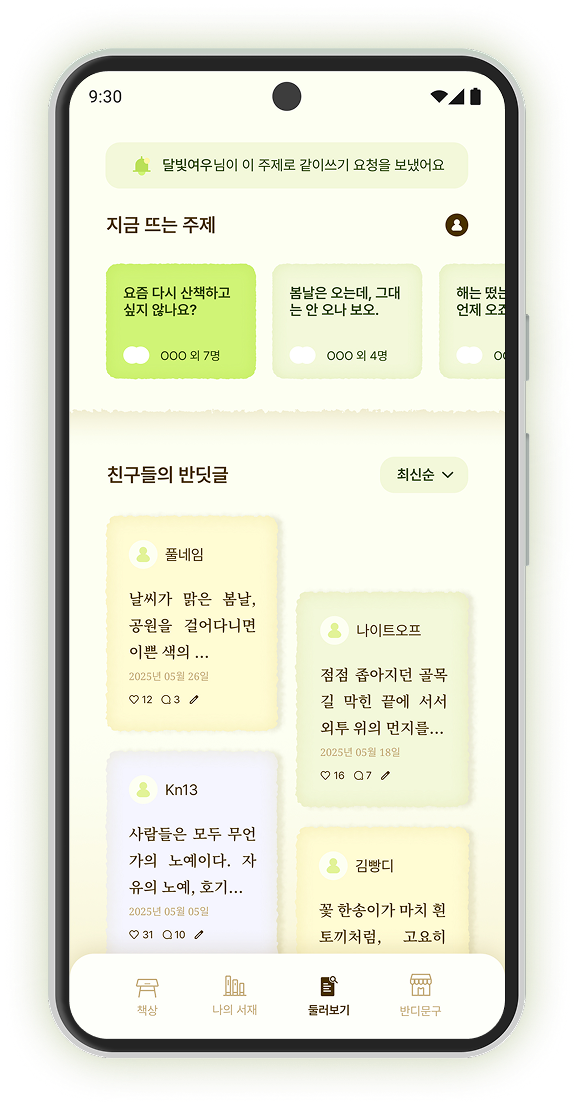 9:30
달빛여우님이 이 주제로 같이쓰기 요청을 보냈어요
지금 뜨는 주제
요즘 다시 산책하고
싶지 않나요?
OOO 외 7명
봄날은 오는데, 그대
는 안 오나 보오.
OOO 외 4명
해는 떴는
언제 오죠
친구들의 반딧글
최신순
풀네임
날씨가 맑은 봄날,
공원을 걸어다니면
이쁜 색의 ...
2025년 05월 26일
12 3
나이트오프
점점 좁아지던 골목
길 막힌 끝에 서서
외투 위의 먼지를...
2025년 05월 18일
16 7
Kn13
사람들은 모두 무언
가의 노예이다. 자
유의 노예, 호기...
2025년 05월 05일
31 10
김빵디
꽃 한송이가 마치 흰
토끼처럼, 고요히
책상
나의 서재
둘러보기
반디문구